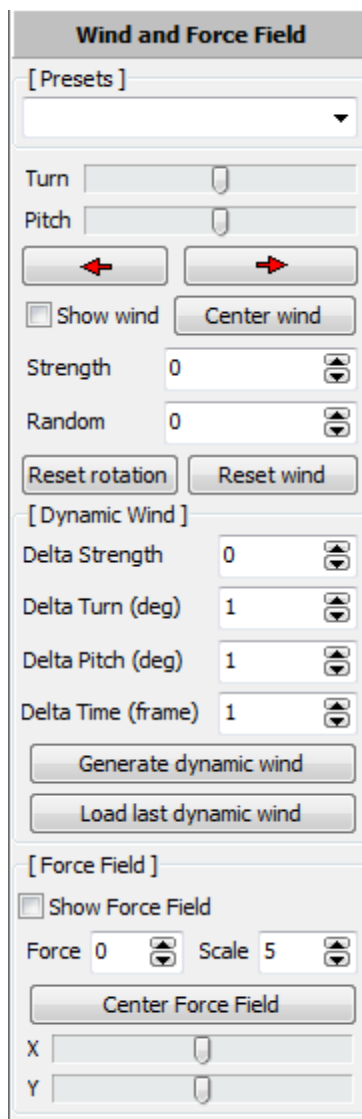 Wind and Force Field
[ Presets ]
Turn
Pitch
Show wind Center wind
Strength 0
Random 0
Reset rotation Reset wind
[ Dynamic Wind ]
Delta Strength 0
Delta Turn (deg) 1
Delta Pitch (deg) 1
Delta Time (frame) 1
Generate dynamic wind
Load last dynamic wind
[ Force Field ]
Show Force Field
Force 0 Scale 5
Center Force Field
X
Y